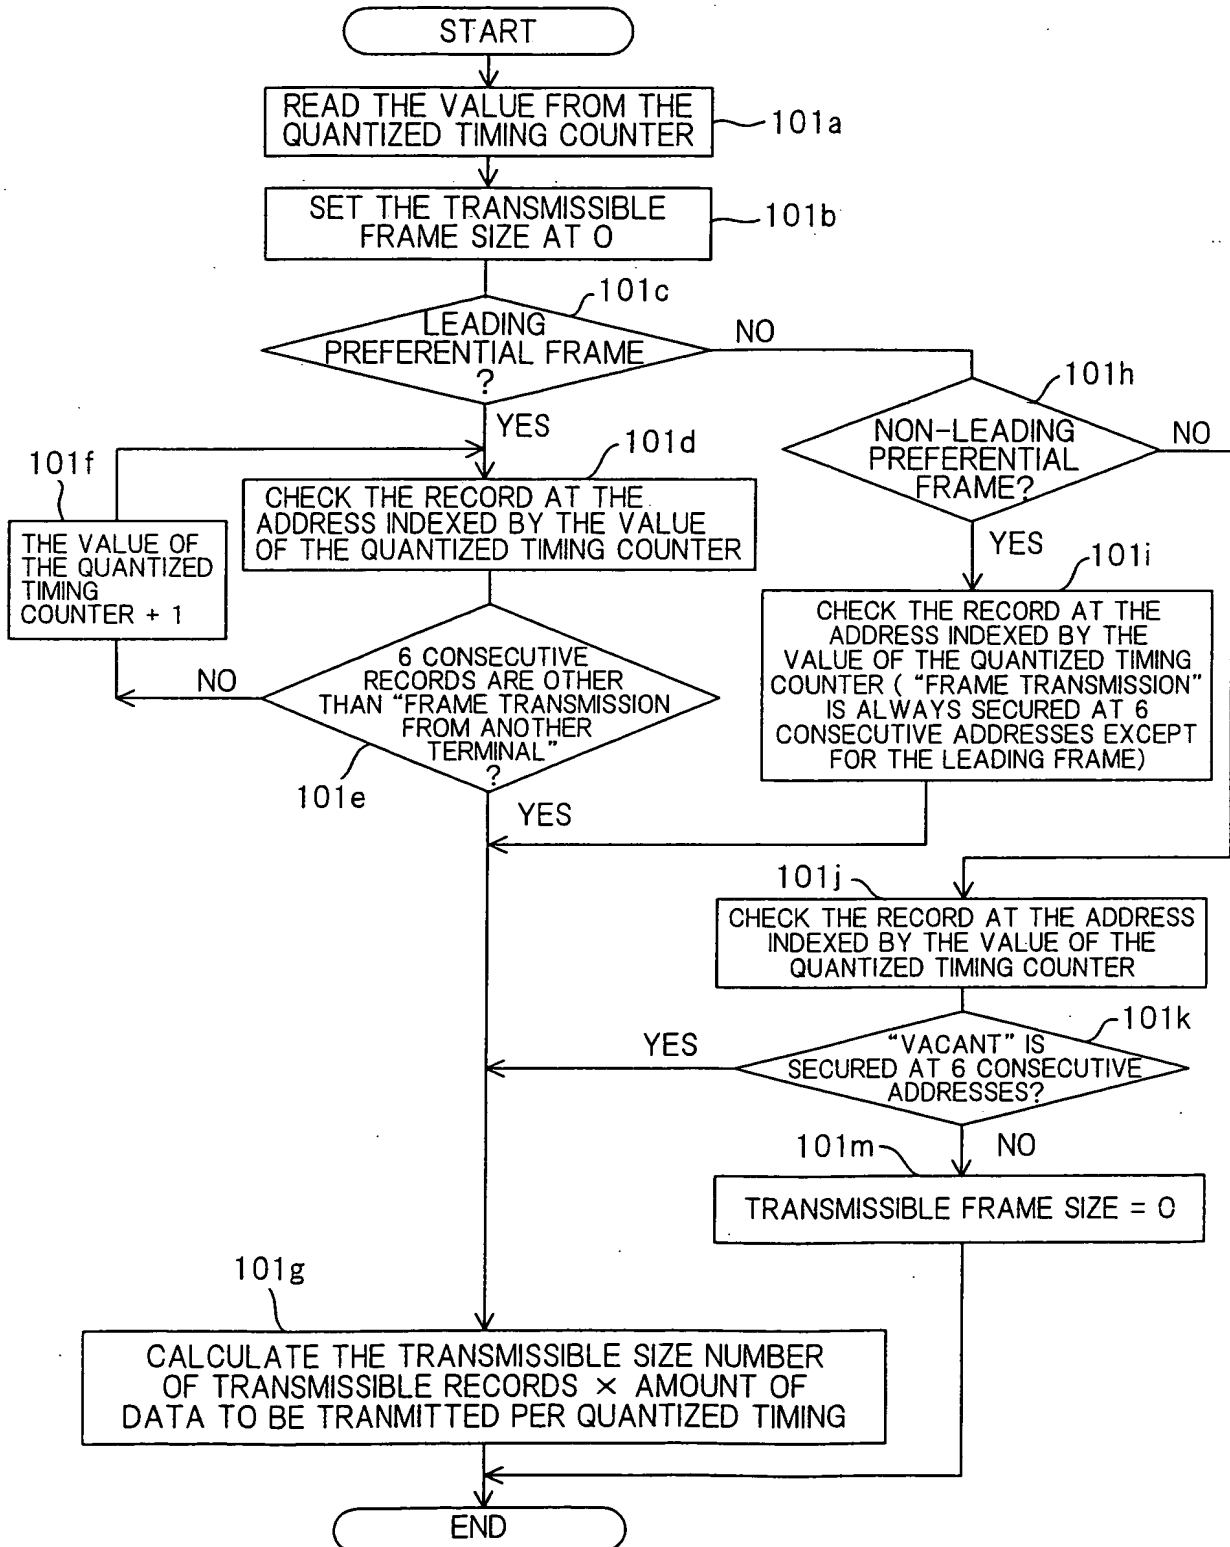 START
READ THE VALUE FROM THE
QUANTIZED TIMING COUNTER
101a
SET THE TRANSMISSIBLE
FRAME SIZE AT 0
101b
101c
LEADING
PREFERENTIAL FRAME
?
NO
YES
101h
NON-LEADING
PREFERENTIAL
FRAME?
NO
YES
101f
THE VALUE OF
THE QUANTIZED
TIMING
COUNTER + 1
101d
CHECK THE RECORD AT THE
ADDRESS INDEXED BY THE VALUE
OF THE QUANTIZED TIMING COUNTER
101i
CHECK THE RECORD AT THE
ADDRESS INDEXED BY THE
VALUE OF THE QUANTIZED TIMING
COUNTER ( "FRAME TRANSMISSION"
IS ALWAYS SECURED AT 6
CONSECUTIVE ADDRESSES EXCEPT
FOR THE LEADING FRAME)
NO
6 CONSECUTIVE
RECORDS ARE OTHER
THAN "FRAME TRANSMISSION
FROM ANOTHER
TERMINAL"
?
101e
YES
101j
CHECK THE RECORD AT THE ADDRESS
INDEXED BY THE VALUE OF THE
QUANTIZED TIMING COUNTER
101k
YES
"VACANT" IS
SECURED AT 6 CONSECUTIVE
ADDRESSES?
NO
101m
TRANSMISSIBLE FRAME SIZE = 0
101g
CALCULATE THE TRANSMISSIBLE SIZE NUMBER
OF TRANSMISSIBLE RECORDS × AMOUNT OF
DATA TO BE TRANMITTED PER QUANTIZED TIMING
END